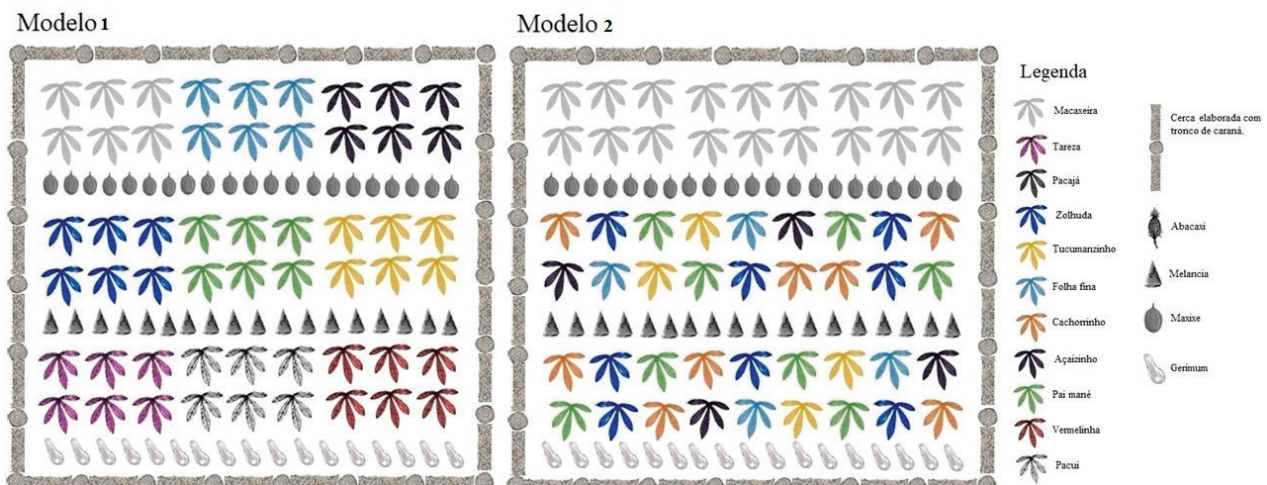 Modelo 1
Modelo 2
Legenda
Macaxeira
Tareza
Pacajá
Zolhuda
Tucumanzinho
Folha fina
Cachorrinho
Açaizinho
Pai mané
Vermelinha
Pacui
Cerca elaborada com
tronco de caraná.
Abacaxi
Melancia
Maxixe
Gerimum